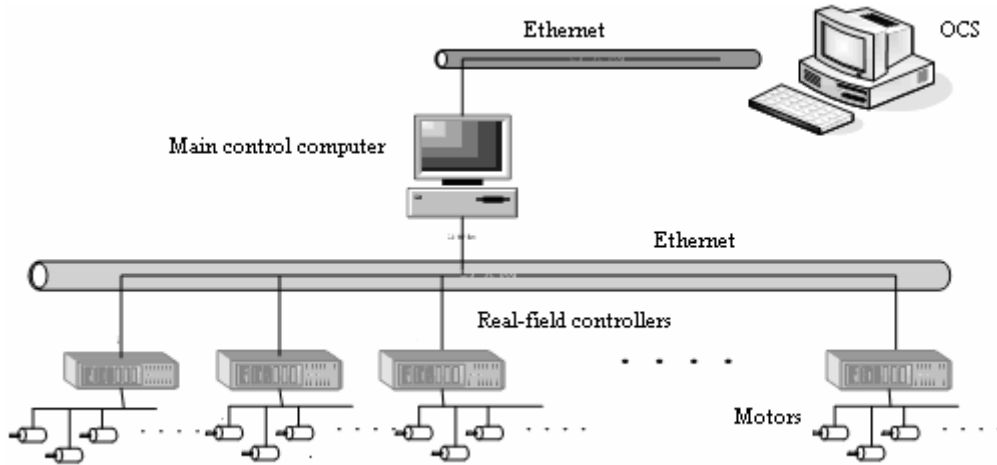 Ethernet
OCS
Main control computer
Ethernet
Real-field controllers
Motors